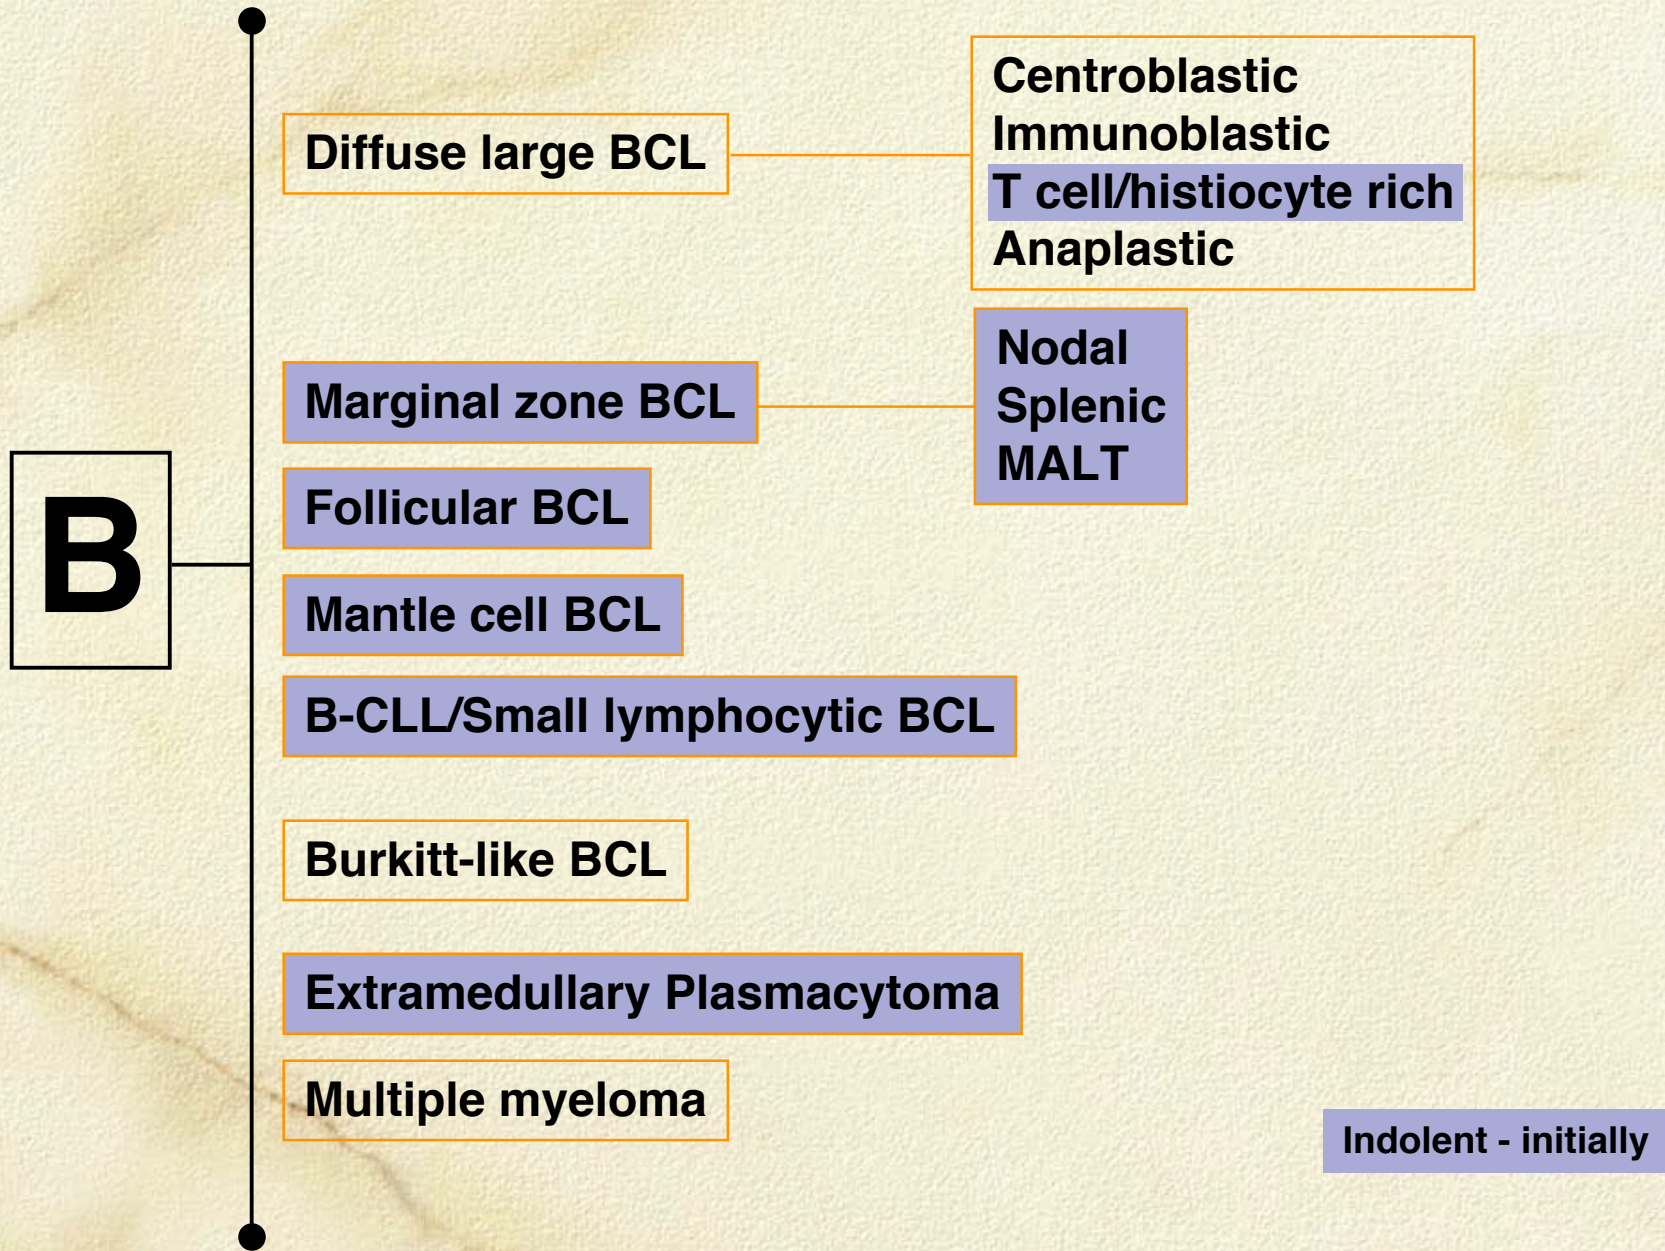 B
Diffuse large BCL
Centroblastic
Immunoblastic
T cell/histiocyte rich
Anaplastic
Marginal zone BCL
Nodal
Splenic
MALT
Follicular BCL
Mantle cell BCL
B-CLL/Small lymphocytic BCL
Burkitt-like BCL
Extramedullary Plasmacytoma
Multiple myeloma
Indolent - initially